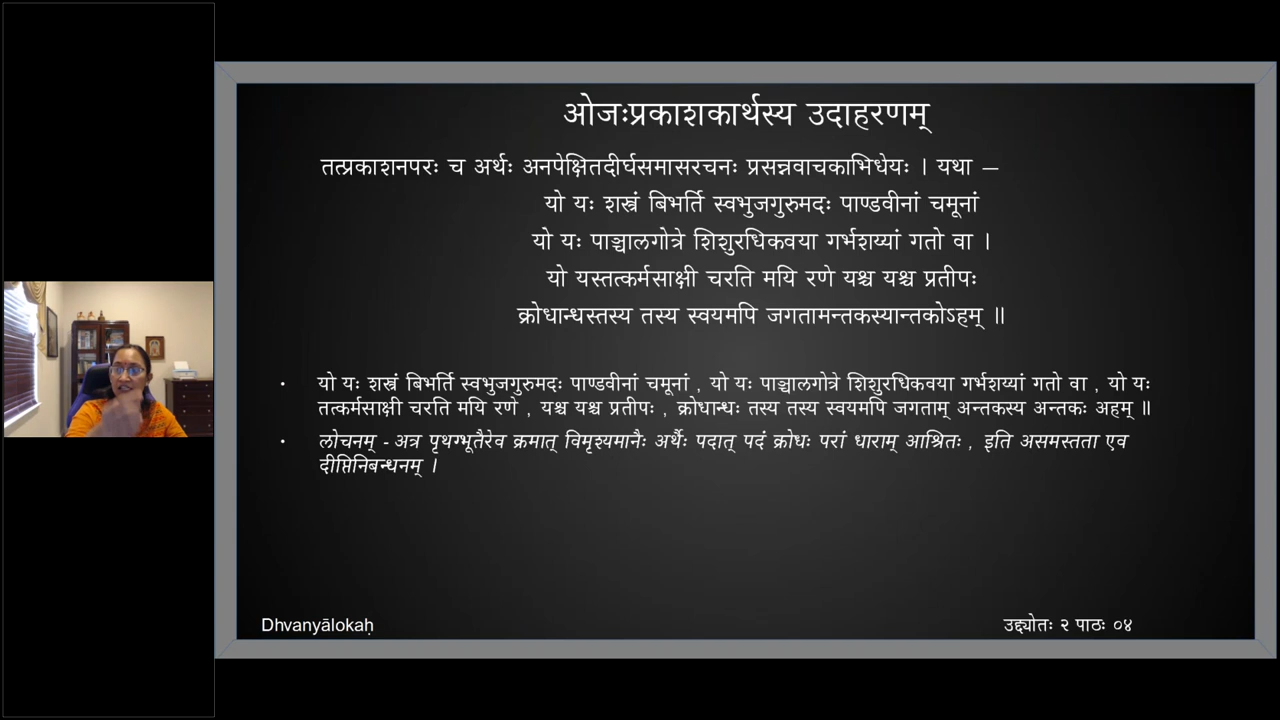 ओजःप्रकाशकार्थस्य उदाहरणम्
तत्प्रकाशनपरः च अर्थः अनपेक्षितदीर्घसमासरचनः प्रसन्नवाचकाभिधेयः । यथा –
यो यः शस्त्रं बिभर्ति स्वभुजगुरुमदः पाण्डवीनां चमूनां
यो यः पाञ्चालगोत्रे शिशुरधिकवया गर्भशय्यां गतो वा ।
यो यस्तत्कर्मसाक्षी चरति मयि रणे यश्च यश्च प्रतीपः
क्रोधान्धस्तस्य तस्य स्वयमपि जगतामन्तकस्यान्तकोऽहम् ॥
• यो यः शस्त्रं बिभर्ति स्वभुजगुरुमदः पाण्डवीनां चमूनां , यो यः पाञ्चालगोत्रे शिशुरधिकवया गर्भशय्यां गतो वा , यो यः
तत्कर्मसाक्षी चरति मयि रणे , यश्च यश्च प्रतीपः , क्रोधान्धः तस्य तस्य स्वयमपि जगताम् अन्तकस्य अन्तकः अहम् ॥
• लोचनम् - अत्र पृथग्भूतैरेव क्रमात् विमृश्यमानैः अर्थैः पदात् पदं क्रोधः परां धाराम् आश्रितः , इति असमस्तता एव
दीप्तिनिबन्धनम् ।
Dhvanyālokaḥ
उद्द्योतः २ पाठः ०४